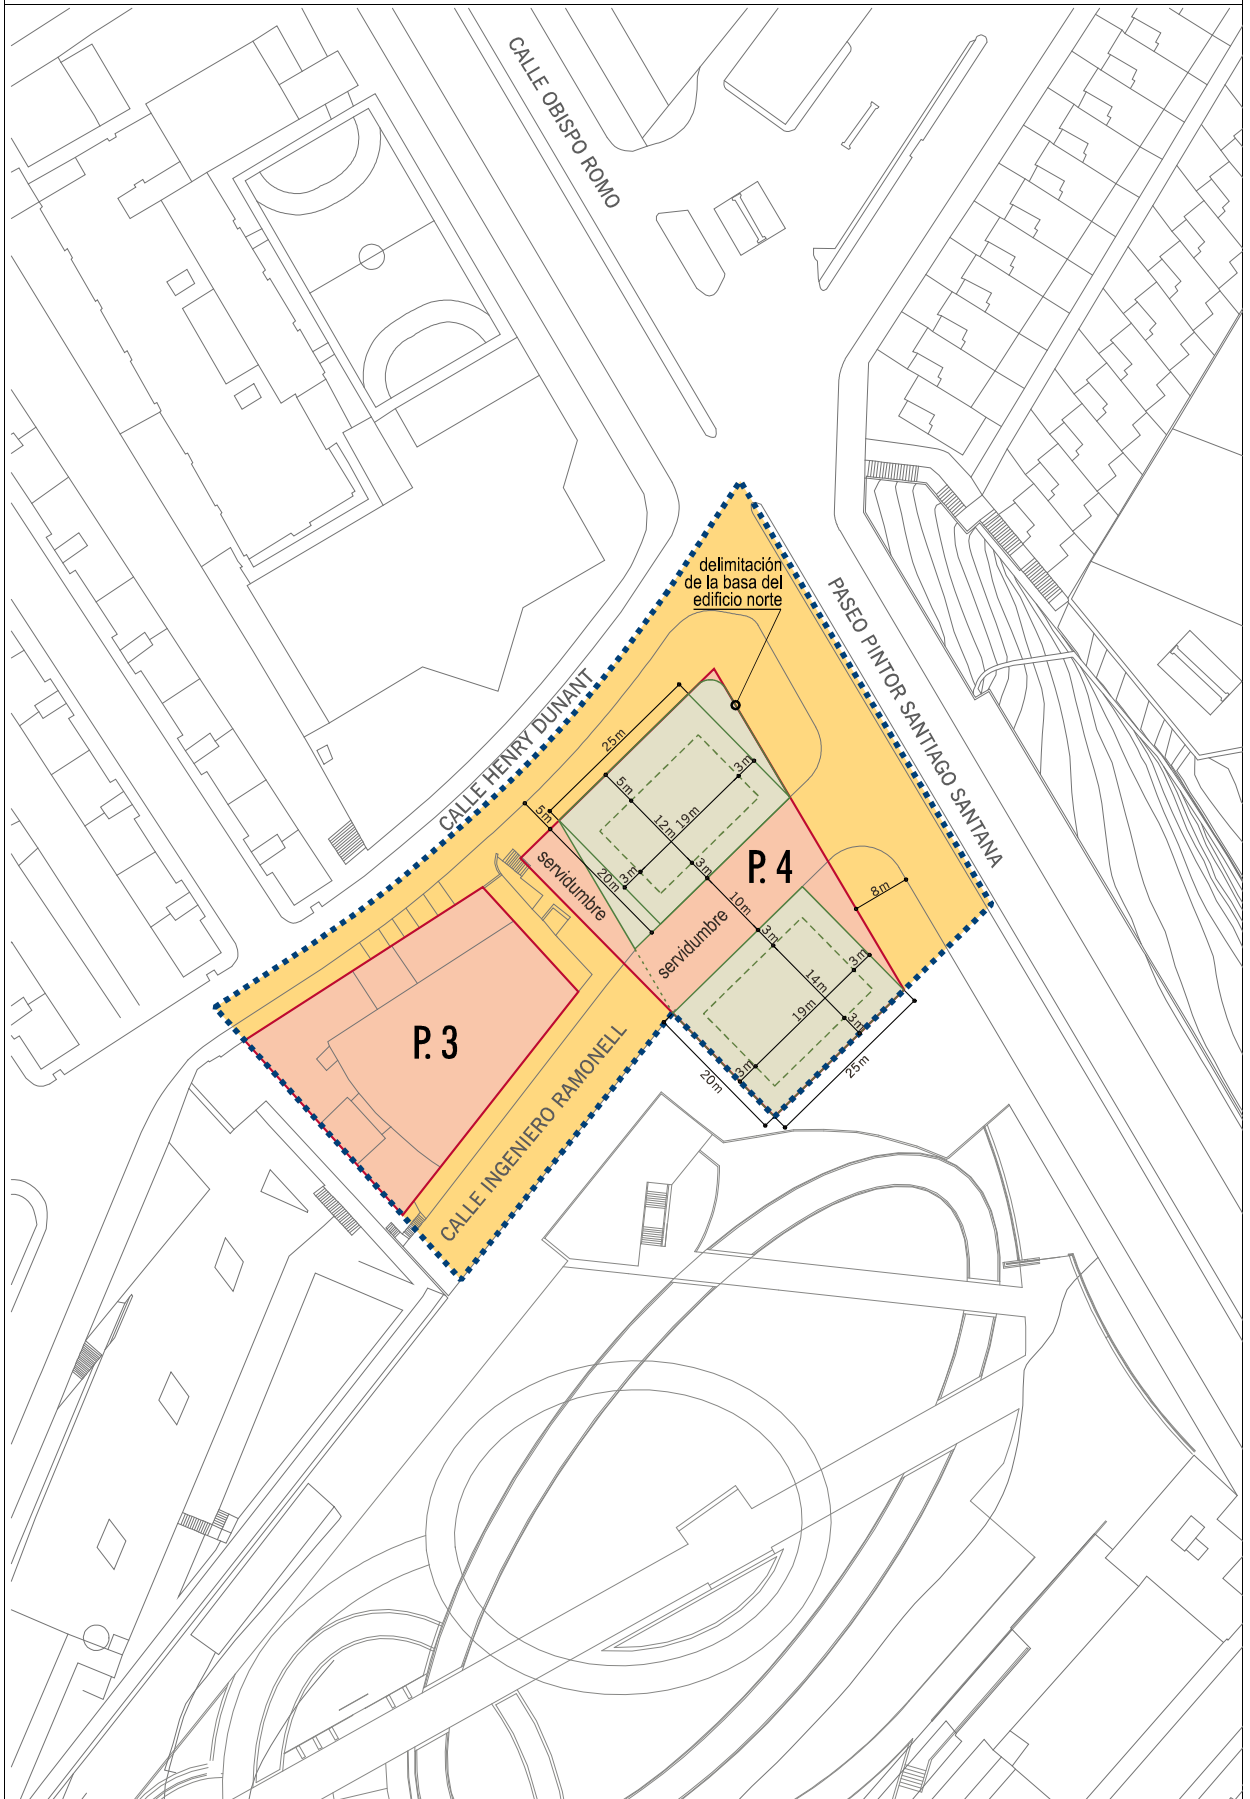 CALLE OBISPO ROMO
delimitación
de la basa del
edificio norte
PASEO PINTOR SANTIAGO SANTANA
CALLE HENRY DUNANT
25m
5m
3m
5m
12m
19m
3m
20m
3m
servidumbre
P. 4
10m
8m
servidumbre
3m
3m
14m
19m
3m
3m
20m
25m
P. 3
CALLE INGENIERO RAMONELL